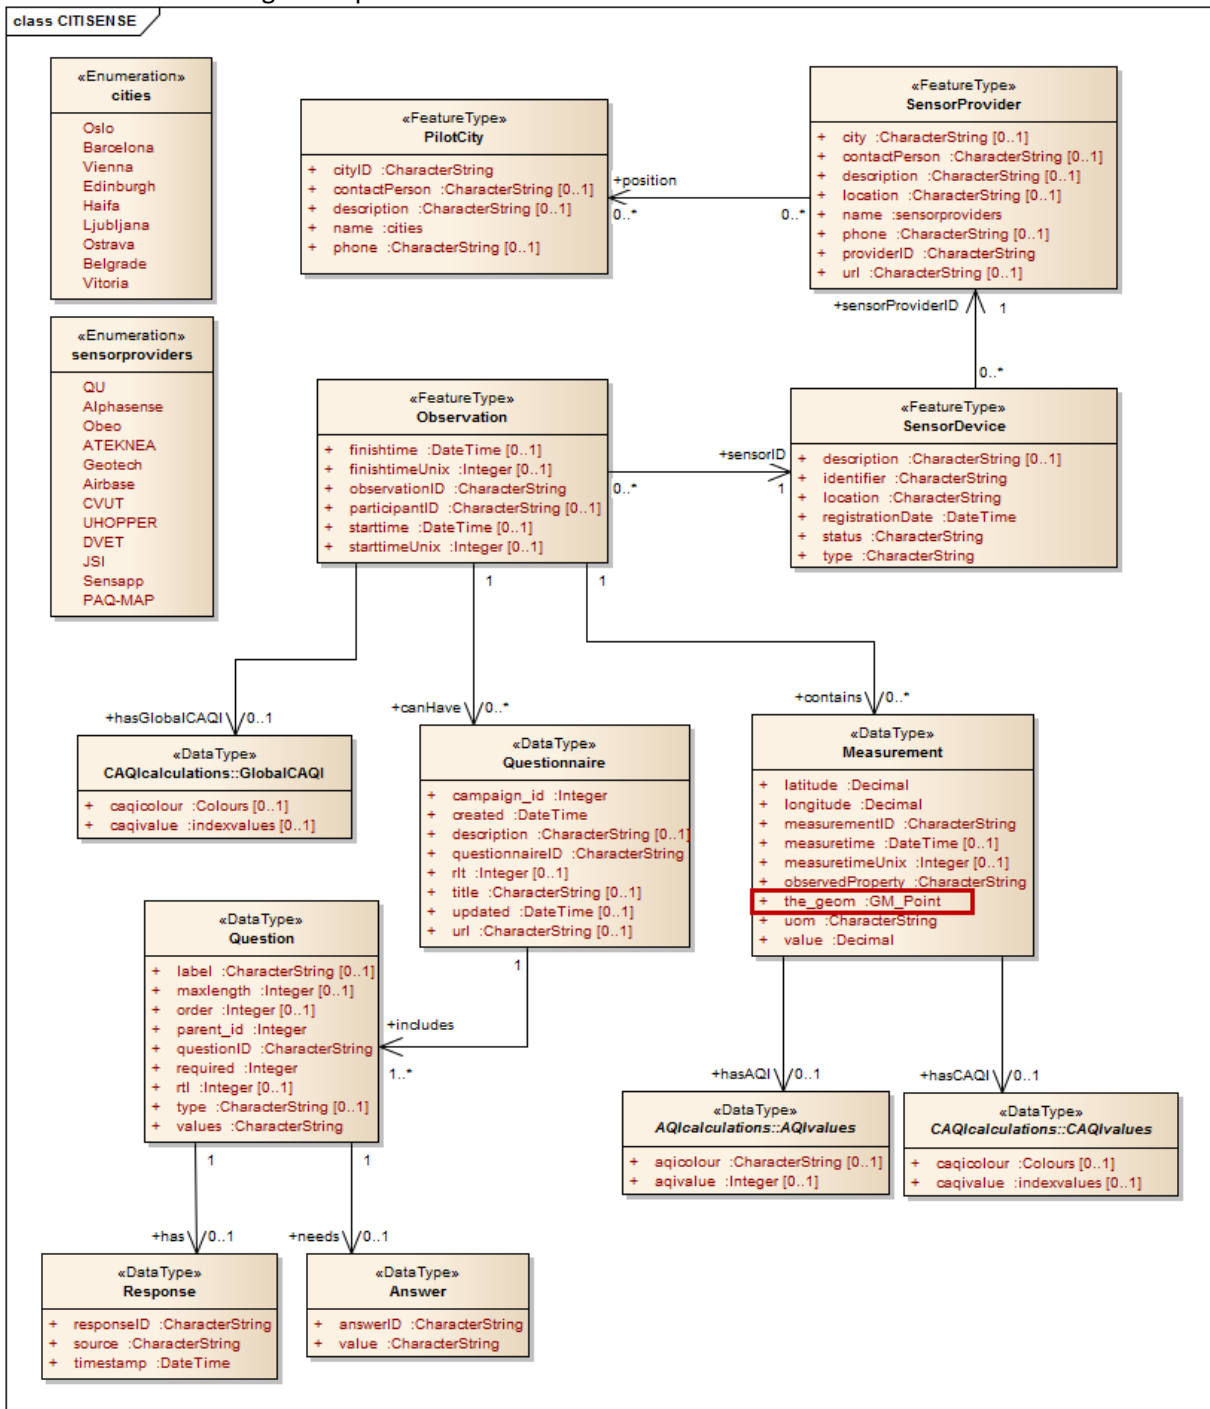 class CITISENSE
«Enumeration»
cities
Oslo
Barcelona
Vienna
Edinburgh
Haifa
Ljubljana
Ostrava
Belgrade
Vitoria
«FeatureType»
PilotCity
+ cityID :CharacterString
+ contactPerson :CharacterString [0..1]
+ description :CharacterString [0..1]
+ name :cities
+ phone :CharacterString [0..1]
+position
0..*
0..*
«FeatureType»
SensorProvider
+ city :CharacterString [0..1]
+ contactPerson :CharacterString [0..1]
+ description :CharacterString [0..1]
+ location :CharacterString [0..1]
+ name :sensorproviders
+ phone :CharacterString [0..1]
+ providerID :CharacterString
+ url :CharacterString [0..1]
+sensorProviderID
1
0..*
«Enumeration»
sensorproviders
QU
Alphasense
Obeo
ATEKNEA
Geotech
Airbase
CVUT
UHOPPER
DVET
JSI
Sensapp
PAQ-MAP
«FeatureType»
Observation
+ finishtime :DateTime [0..1]
+ finishtimeUnix :Integer [0..1]
+ observationID :CharacterString
+ participantID :CharacterString [0..1]
+ starttime :DateTime [0..1]
+ starttimeUnix :Integer [0..1]
+sensorID
0..*
1
«FeatureType»
SensorDevice
+ description :CharacterString [0..1]
+ identifier :CharacterString
+ location :CharacterString
+ registrationDate :DateTime
+ status :CharacterString
+ type :CharacterString
1
1
+hasGlobalCAQI
0..1
+canHave
0..*
+contains
0..*
«DataType»
CAQIcalculations::GlobalCAQI
+ caqicolour :Colours [0..1]
+ caqivalue :indexvalues [0..1]
«DataType»
Questionnaire
+ campaign_id :Integer
+ created :DateTime
+ description :CharacterString [0..1]
+ questionnaireID :CharacterString
+ rlt :Integer [0..1]
+ title :CharacterString [0..1]
+ updated :DateTime [0..1]
+ url :CharacterString [0..1]
1
«DataType»
Measurement
+ latitude :Decimal
+ longitude :Decimal
+ measurementID :CharacterString
+ measuretime :DateTime [0..1]
+ measuretimeUnix :Integer [0..1]
+ observedProperty :CharacterString
+ the_geom :GM_Point
+ uom :CharacterString
+ value :Decimal
«DataType»
Question
+ label :CharacterString [0..1]
+ maxlength :Integer [0..1]
+ order :Integer [0..1]
+ parent_id :Integer
+ questionID :CharacterString
+ required :Integer
+ rtl :Integer [0..1]
+ type :CharacterString [0..1]
+ values :CharacterString
+includes
1..*
1
1
+hasAQI
0..1
+hasCAQI
0..1
«DataType»
AQIcalculations::AQIvalues
+ aqicolour :CharacterString [0..1]
+ aqivalue :Integer [0..1]
«DataType»
CAQIcalculations::CAQIvalues
+ caqicolour :Colours [0..1]
+ caqivalue :indexvalues [0..1]
+has
0..1
+needs
0..1
«DataType»
Response
+ responseID :CharacterString
+ source :CharacterString
+ timestamp :DateTime
«DataType»
Answer
+ answerID :CharacterString
+ value :CharacterString